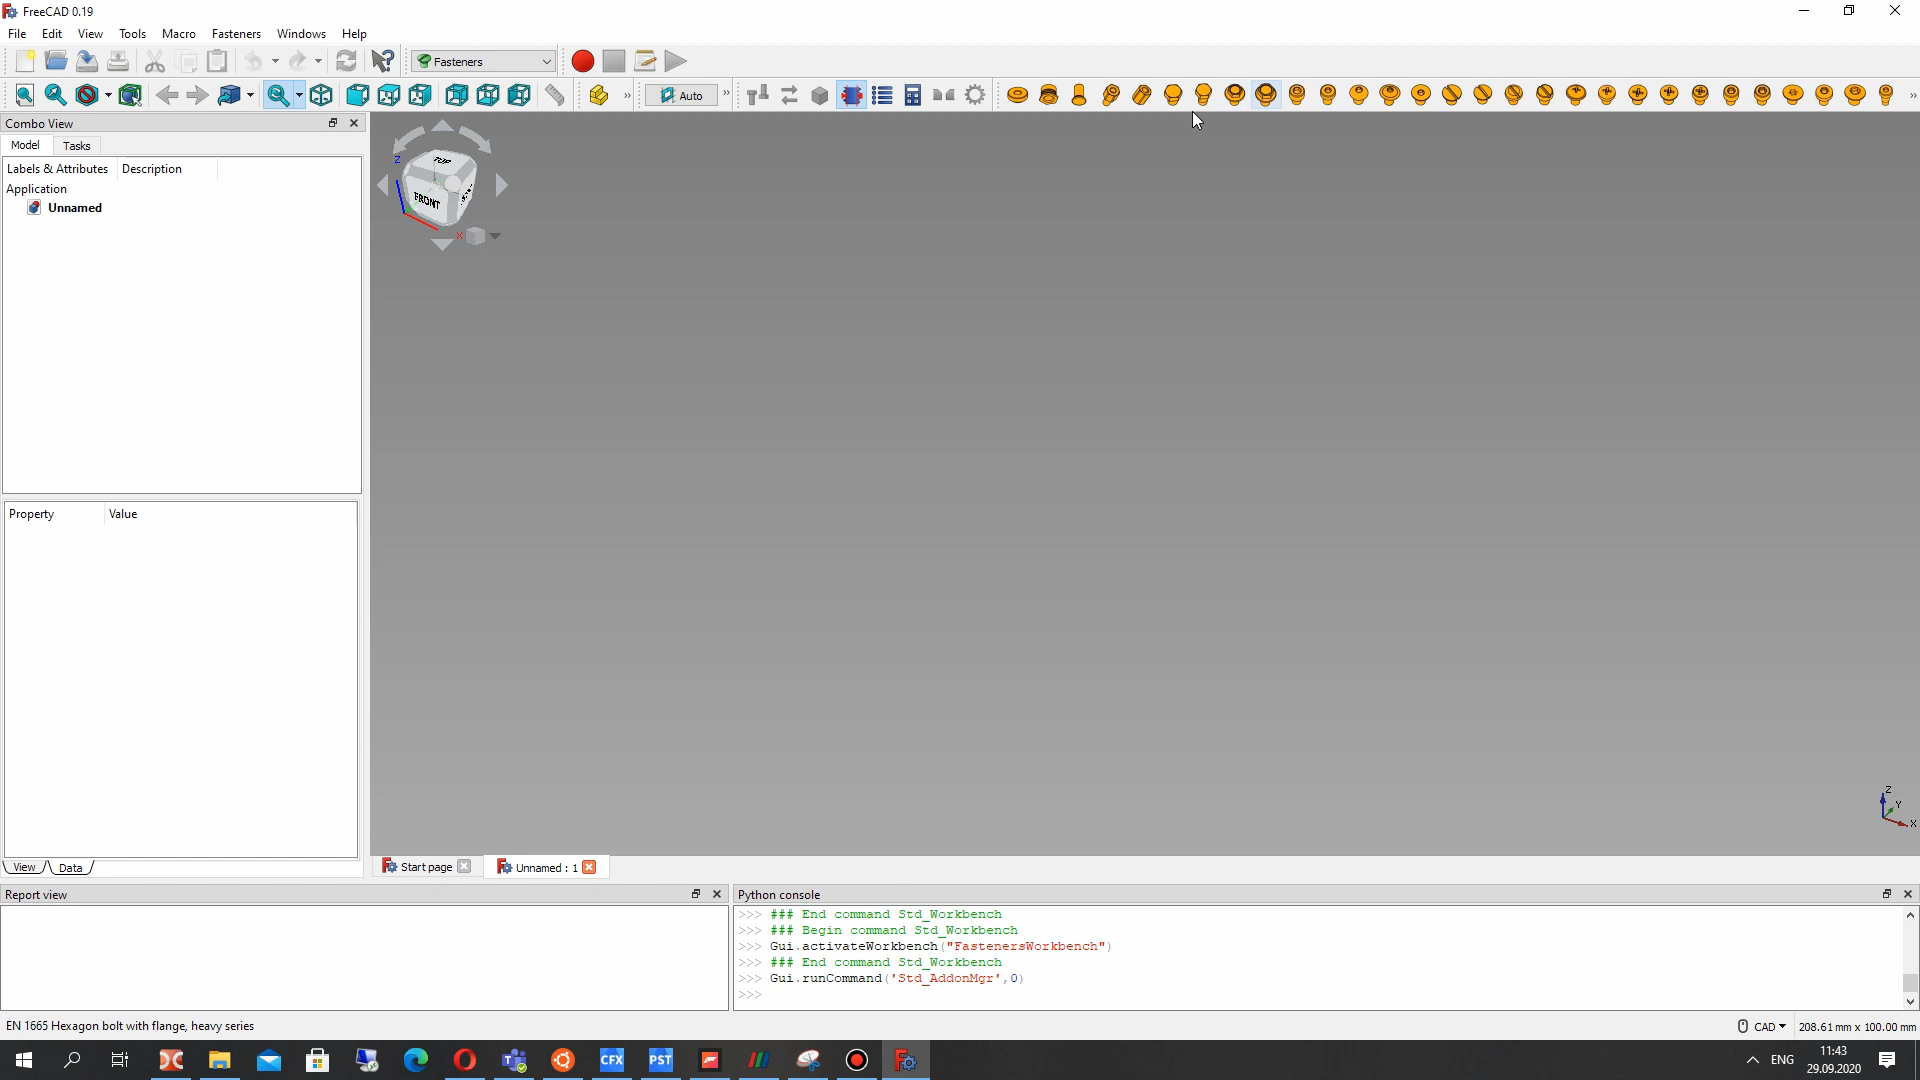 FreeCAD 0.19
File Edit View Tools Macro Fasteners Windows Help
Fasteners
Auto
Combo View
Model Tasks
Labels & Attributes Description
Application
Unnamed
TOP
FRONT
Z
X
Property Value
Z
Y
X
View Data
Start page Unnamed : 1
Report view
Python console
>>> ### End command Std_Workbench
>>> ### Begin command Std_Workbench
>>> Gui.activateWorkbench("FastenersWorkbench")
>>> ### End command Std_Workbench
>>> Gui.runCommand('Std_AddonMgr',0)
>>>
EN 1665 Hexagon bolt with flange, heavy series
CAD 208.61 mm x 100.00 mm
CFX PST
ENG 11:43
29.09.2020